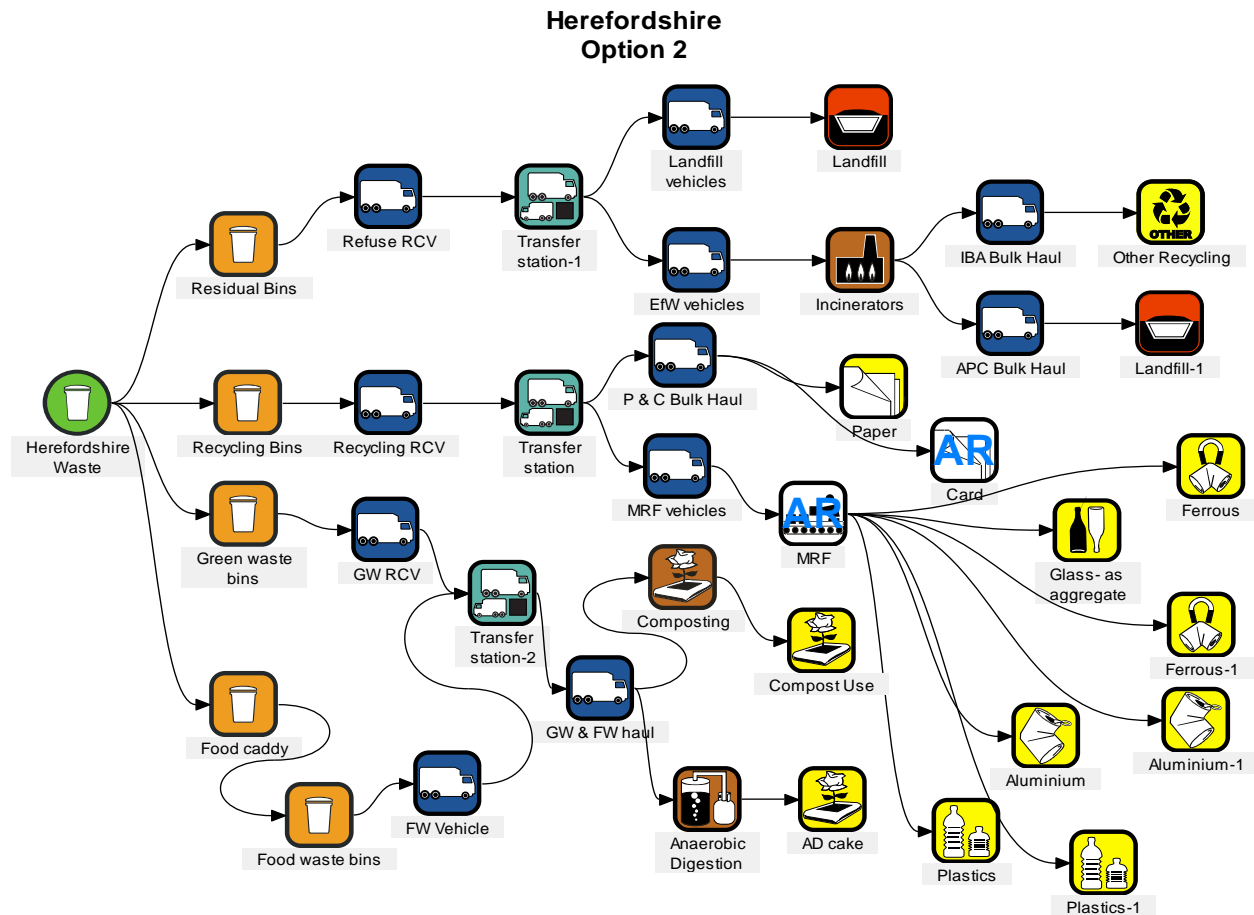 Herefordshire
Option 2
Landfill
vehicles
Landfill
Refuse RCV
Transfer
station-1
OTHER
IBA Bulk Haul
Other Recycling
Residual Bins
EfW vehicles
Incinerators
APC Bulk Haul
Landfill-1
P & C Bulk Haul
Paper
Herefordshire
Waste
Recycling Bins
Recycling RCV
Transfer
station
AR
Card
MRF vehicles
AR
MRF
Ferrous
Green waste
bins
GW RCV
Glass- as
aggregate
Transfer
station-2
Composting
Compost Use
Ferrous-1
GW & FW haul
Food caddy
Aluminium
Aluminium-1
FW Vehicle
Food waste bins
Anaerobic
Digestion
AD cake
Plastics
Plastics-1